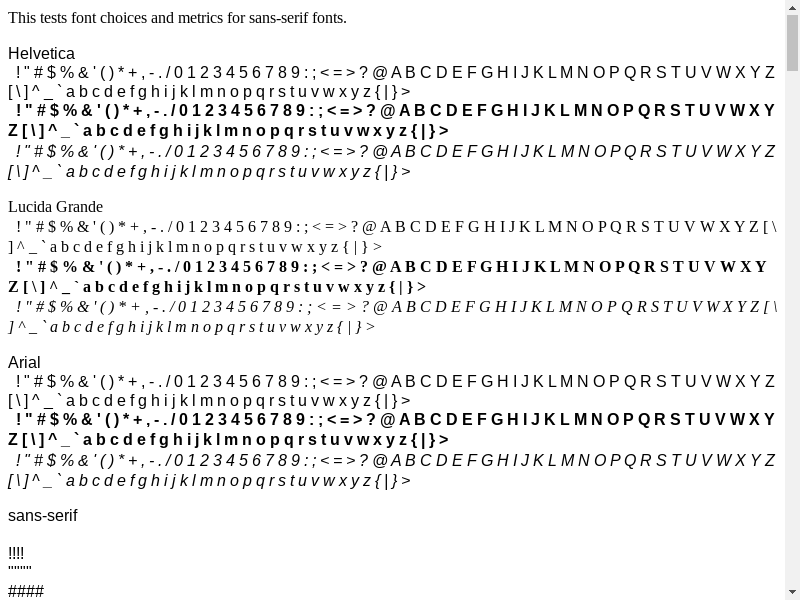 This tests font choices and metrics for sans-serif fonts.
Helvetica
! " # $ % & ' ( ) * + , - . / 0 1 2 3 4 5 6 7 8 9 : ; < = > ? @ A B C D E F G H I J K L M N O P Q R S T U V W X Y Z
[ \ ] ^ _ ` a b c d e f g h i j k l m n o p q r s t u v w x y z { | } >
! " # $ % & ' ( ) * + , - . / 0 1 2 3 4 5 6 7 8 9 : ; < = > ? @ A B C D E F G H I J K L M N O P Q R S T U V W X Y
Z [ \ ] ^ _ ` a b c d e f g h i j k l m n o p q r s t u v w x y z { | } >
! " # $ % & ' ( ) * + , - . / 0 1 2 3 4 5 6 7 8 9 : ; < = > ? @ A B C D E F G H I J K L M N O P Q R S T U V W X Y Z
[ \ ] ^ _ ` a b c d e f g h i j k l m n o p q r s t u v w x y z { | } >
Lucida Grande
! " # $ % & ' ( ) * + , - . / 0 1 2 3 4 5 6 7 8 9 : ; < = > ? @ A B C D E F G H I J K L M N O P Q R S T U V W X Y Z [ \
] ^ _ ` a b c d e f g h i j k l m n o p q r s t u v w x y z { | } >
! " # $ % & ' ( ) * + , - . / 0 1 2 3 4 5 6 7 8 9 : ; < = > ? @ A B C D E F G H I J K L M N O P Q R S T U V W X Y
Z [ \ ] ^ _ ` a b c d e f g h i j k l m n o p q r s t u v w x y z { | } >
! " # $ % & ' ( ) * + , - . / 0 1 2 3 4 5 6 7 8 9 : ; < = > ? @ A B C D E F G H I J K L M N O P Q R S T U V W X Y Z [ \
] ^ _ ` a b c d e f g h i j k l m n o p q r s t u v w x y z { | } >
Arial
! " # $ % & ' ( ) * + , - . / 0 1 2 3 4 5 6 7 8 9 : ; < = > ? @ A B C D E F G H I J K L M N O P Q R S T U V W X Y Z
[ \ ] ^ _ ` a b c d e f g h i j k l m n o p q r s t u v w x y z { | } >
! " # $ % & ' ( ) * + , - . / 0 1 2 3 4 5 6 7 8 9 : ; < = > ? @ A B C D E F G H I J K L M N O P Q R S T U V W X Y
Z [ \ ] ^ _ ` a b c d e f g h i j k l m n o p q r s t u v w x y z { | } >
! " # $ % & ' ( ) * + , - . / 0 1 2 3 4 5 6 7 8 9 : ; < = > ? @ A B C D E F G H I J K L M N O P Q R S T U V W X Y Z
[ \ ] ^ _ ` a b c d e f g h i j k l m n o p q r s t u v w x y z { | } >
sans-serif
!!!!
""""
####